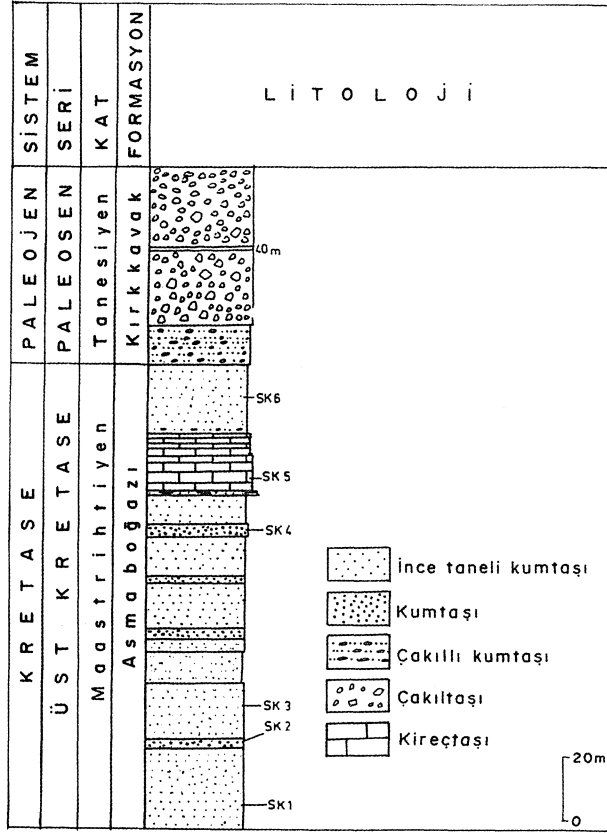 SİSTEM
SERİ
KAT
FORMASYON
LİTOLOJİ
PALEOJEN
PALEOSEN
Tanesiyen
Kırkkavak
40m
KRETASE
ÜST KRETASE
Maastrihtiyen
Asmaboğazı
SK6
SK5
SK4
SK3
SK2
SK1
İnce taneli kumtaşı
Kumtaşı
Çakıllı kumtaşı
Çakıltaşı
Kireçtaşı
20m
0